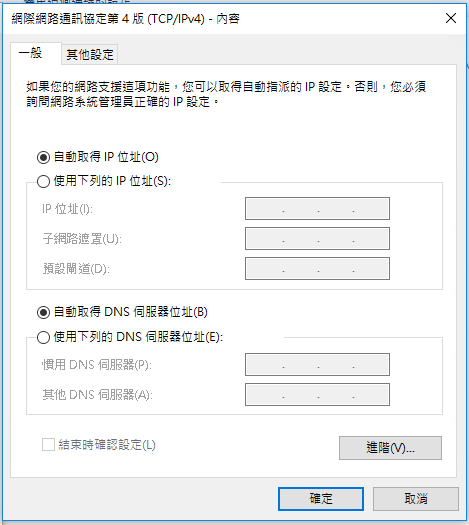 網際網路通訊協定第 4 版 (TCP/IPv4) - 內容
一般
其他設定
如果您的網路支援這項功能，您可以取得自動指派的 IP 設定。否則，您必須
詢問網路系統管理員正確的 IP 設定。
自動取得 IP 位址(O)
使用下列的 IP 位址(S):
IP 位址(I):
子網路遮罩(U):
預設閘道(D):
自動取得 DNS 伺服器位址(B)
使用下列的 DNS 伺服器位址(E):
慣用 DNS 伺服器(P):
其他 DNS 伺服器(A):
結束時確認設定(L)
進階(V)...
確定
取消